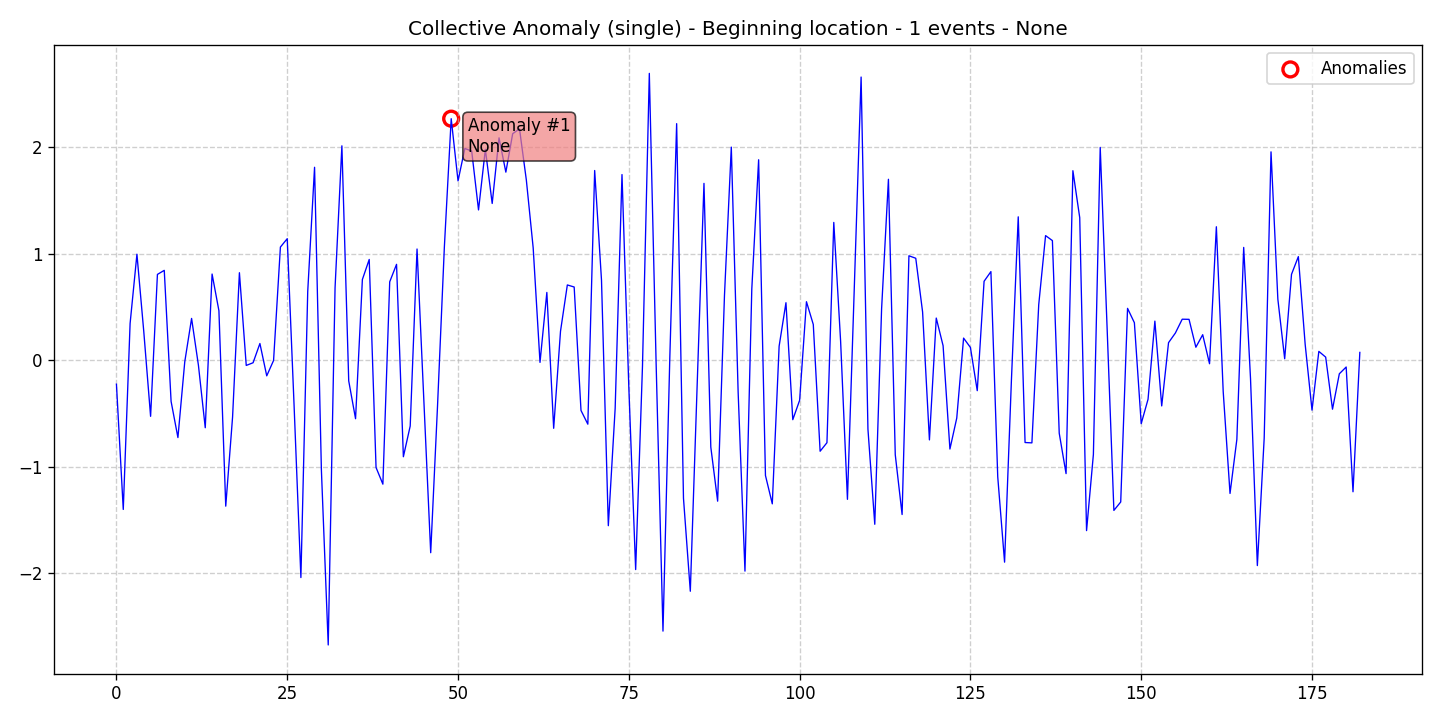 Collective Anomaly (single) - Beginning location - 1 events - None
Anomalies
Anomaly #1
None
2
1
0
−1
−2
0 25 50 75 100 125 150 175